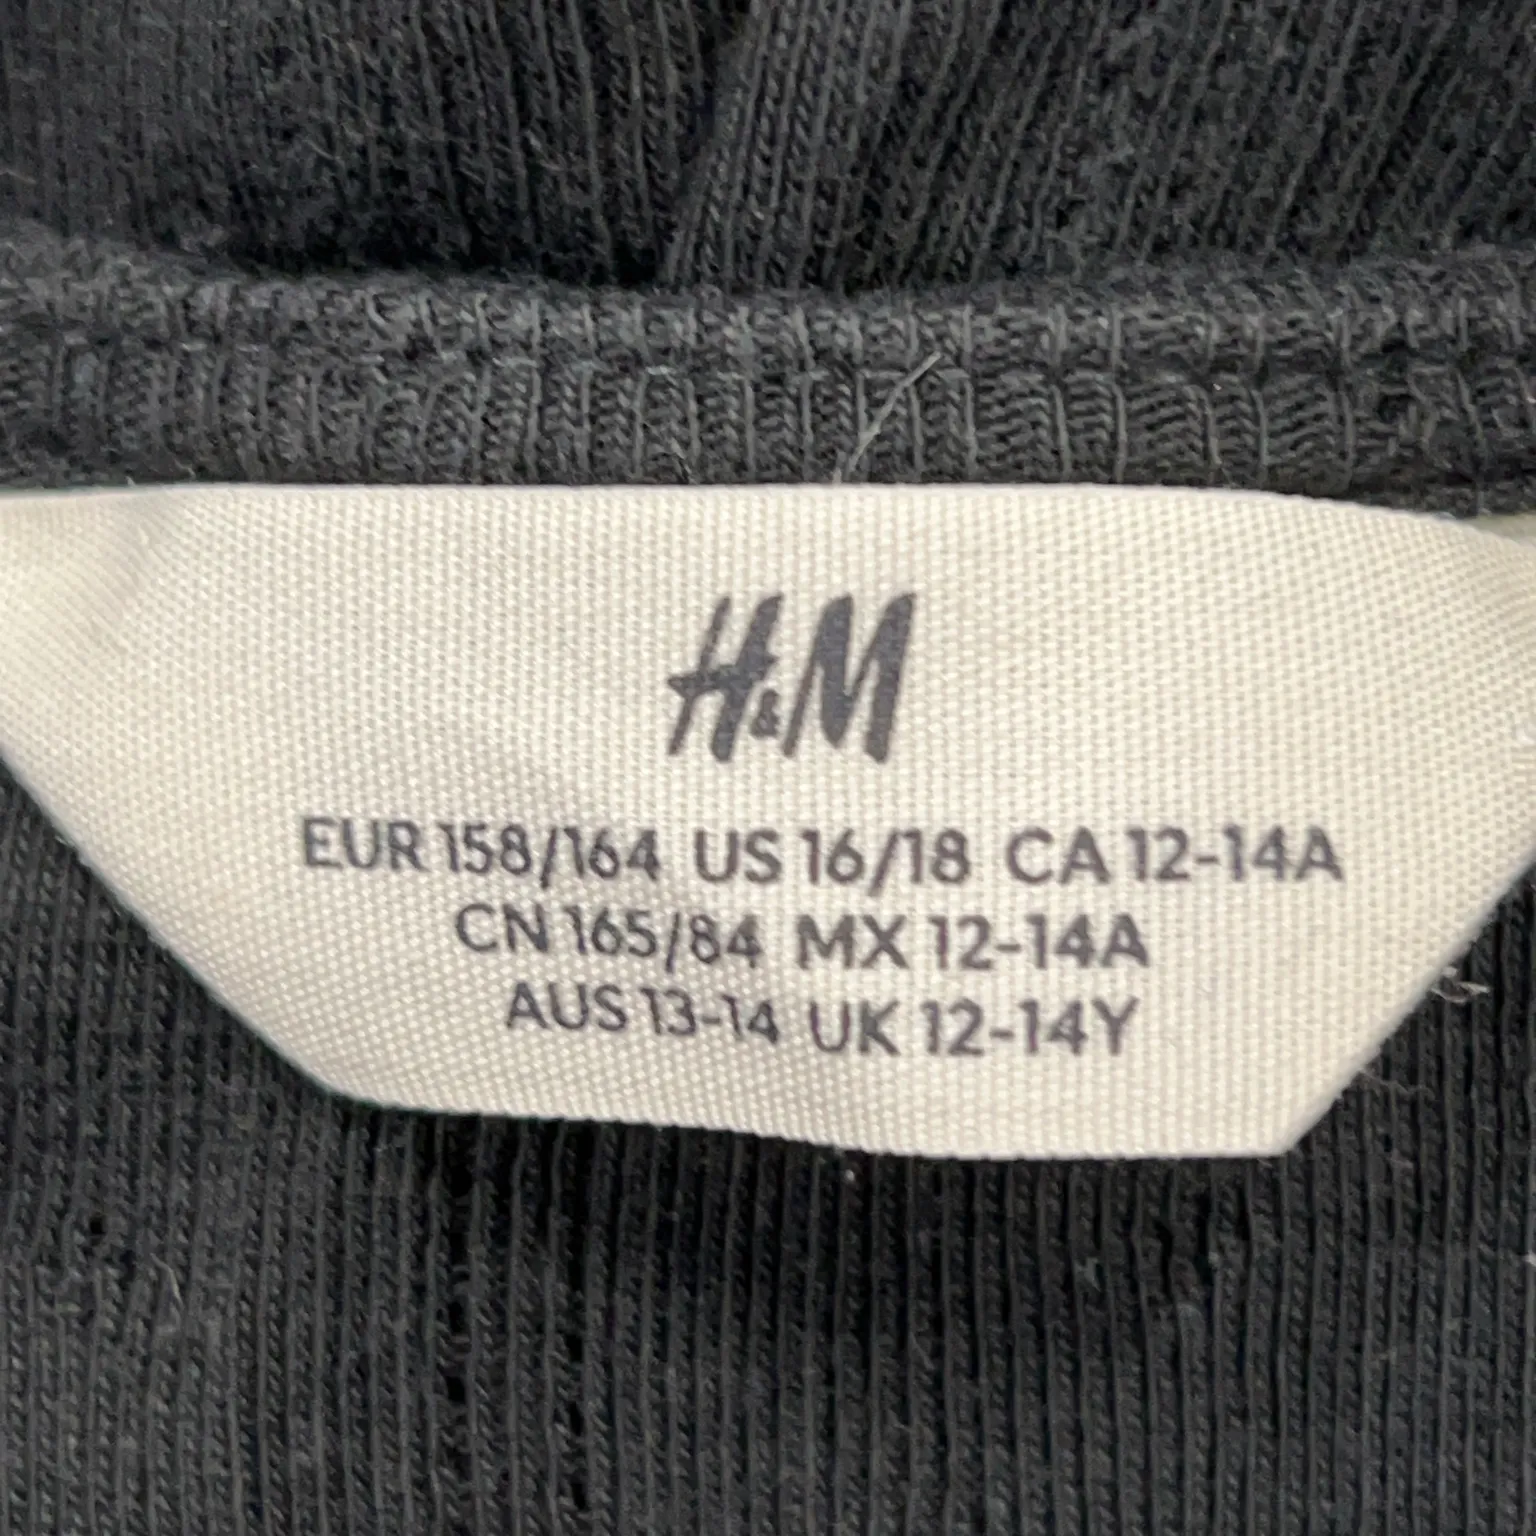 H&M
EUR 158/164 US 16/18 CA 12-14A
CN 165/84 MX 12-14A
AUS 13-14 UK 12-14Y